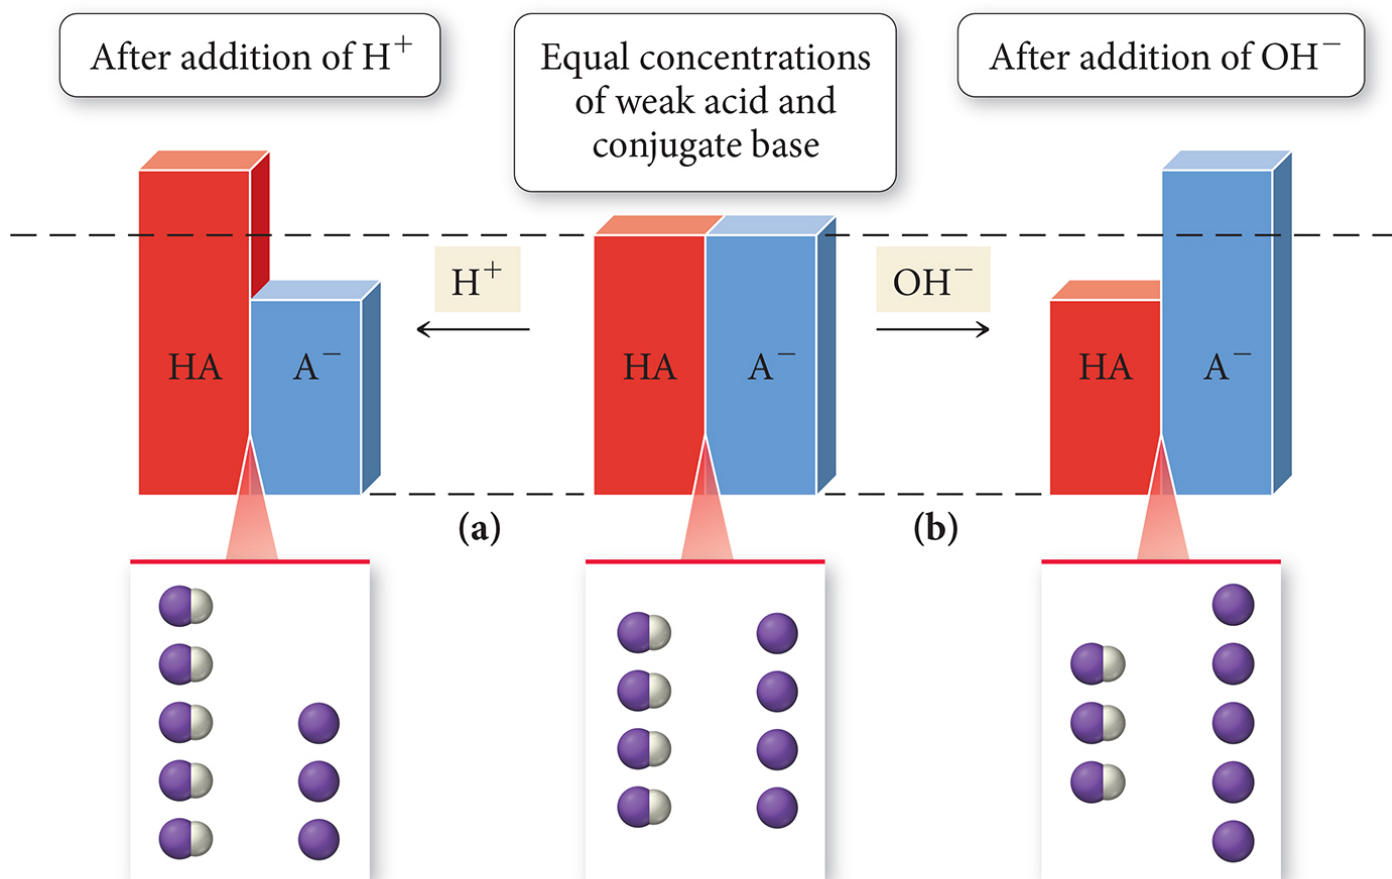 After addition of H⁺
Equal concentrations
of weak acid and
conjugate base
After addition of OH⁻
H⁺
OH⁻
HA
A⁻
HA
A⁻
HA
A⁻
(a)
(b)